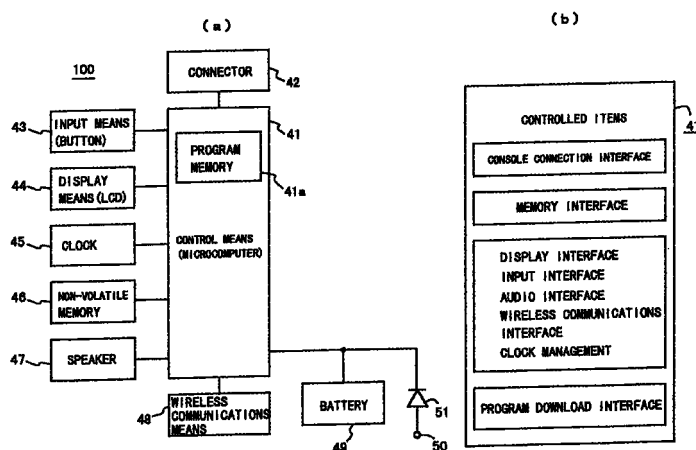 (a)
(b)
100
CONNECTOR
42
43
INPUT MEANS
(BUTTON)
41
PROGRAM
MEMORY
41a
44
DISPLAY
MEANS(LCD)
45
CLOCK
CONTROL MEANS
(MICROCOMPUTER)
46
NON-VOLATILE
MEMORY
47
SPEAKER
48
WIRELESS
COMMUNICATIONS
MEANS
BATTERY
49
51
50
41
CONTROLLED ITEMS
CONSOLE CONNECTION INTERFACE
MEMORY INTERFACE
DISPLAY INTERFACE
INPUT INTERFACE
AUDIO INTERFACE
WIRELESS COMMUNICATIONS
INTERFACE
CLOCK MANAGEMENT
PROGRAM DOWNLOAD INTERFACE